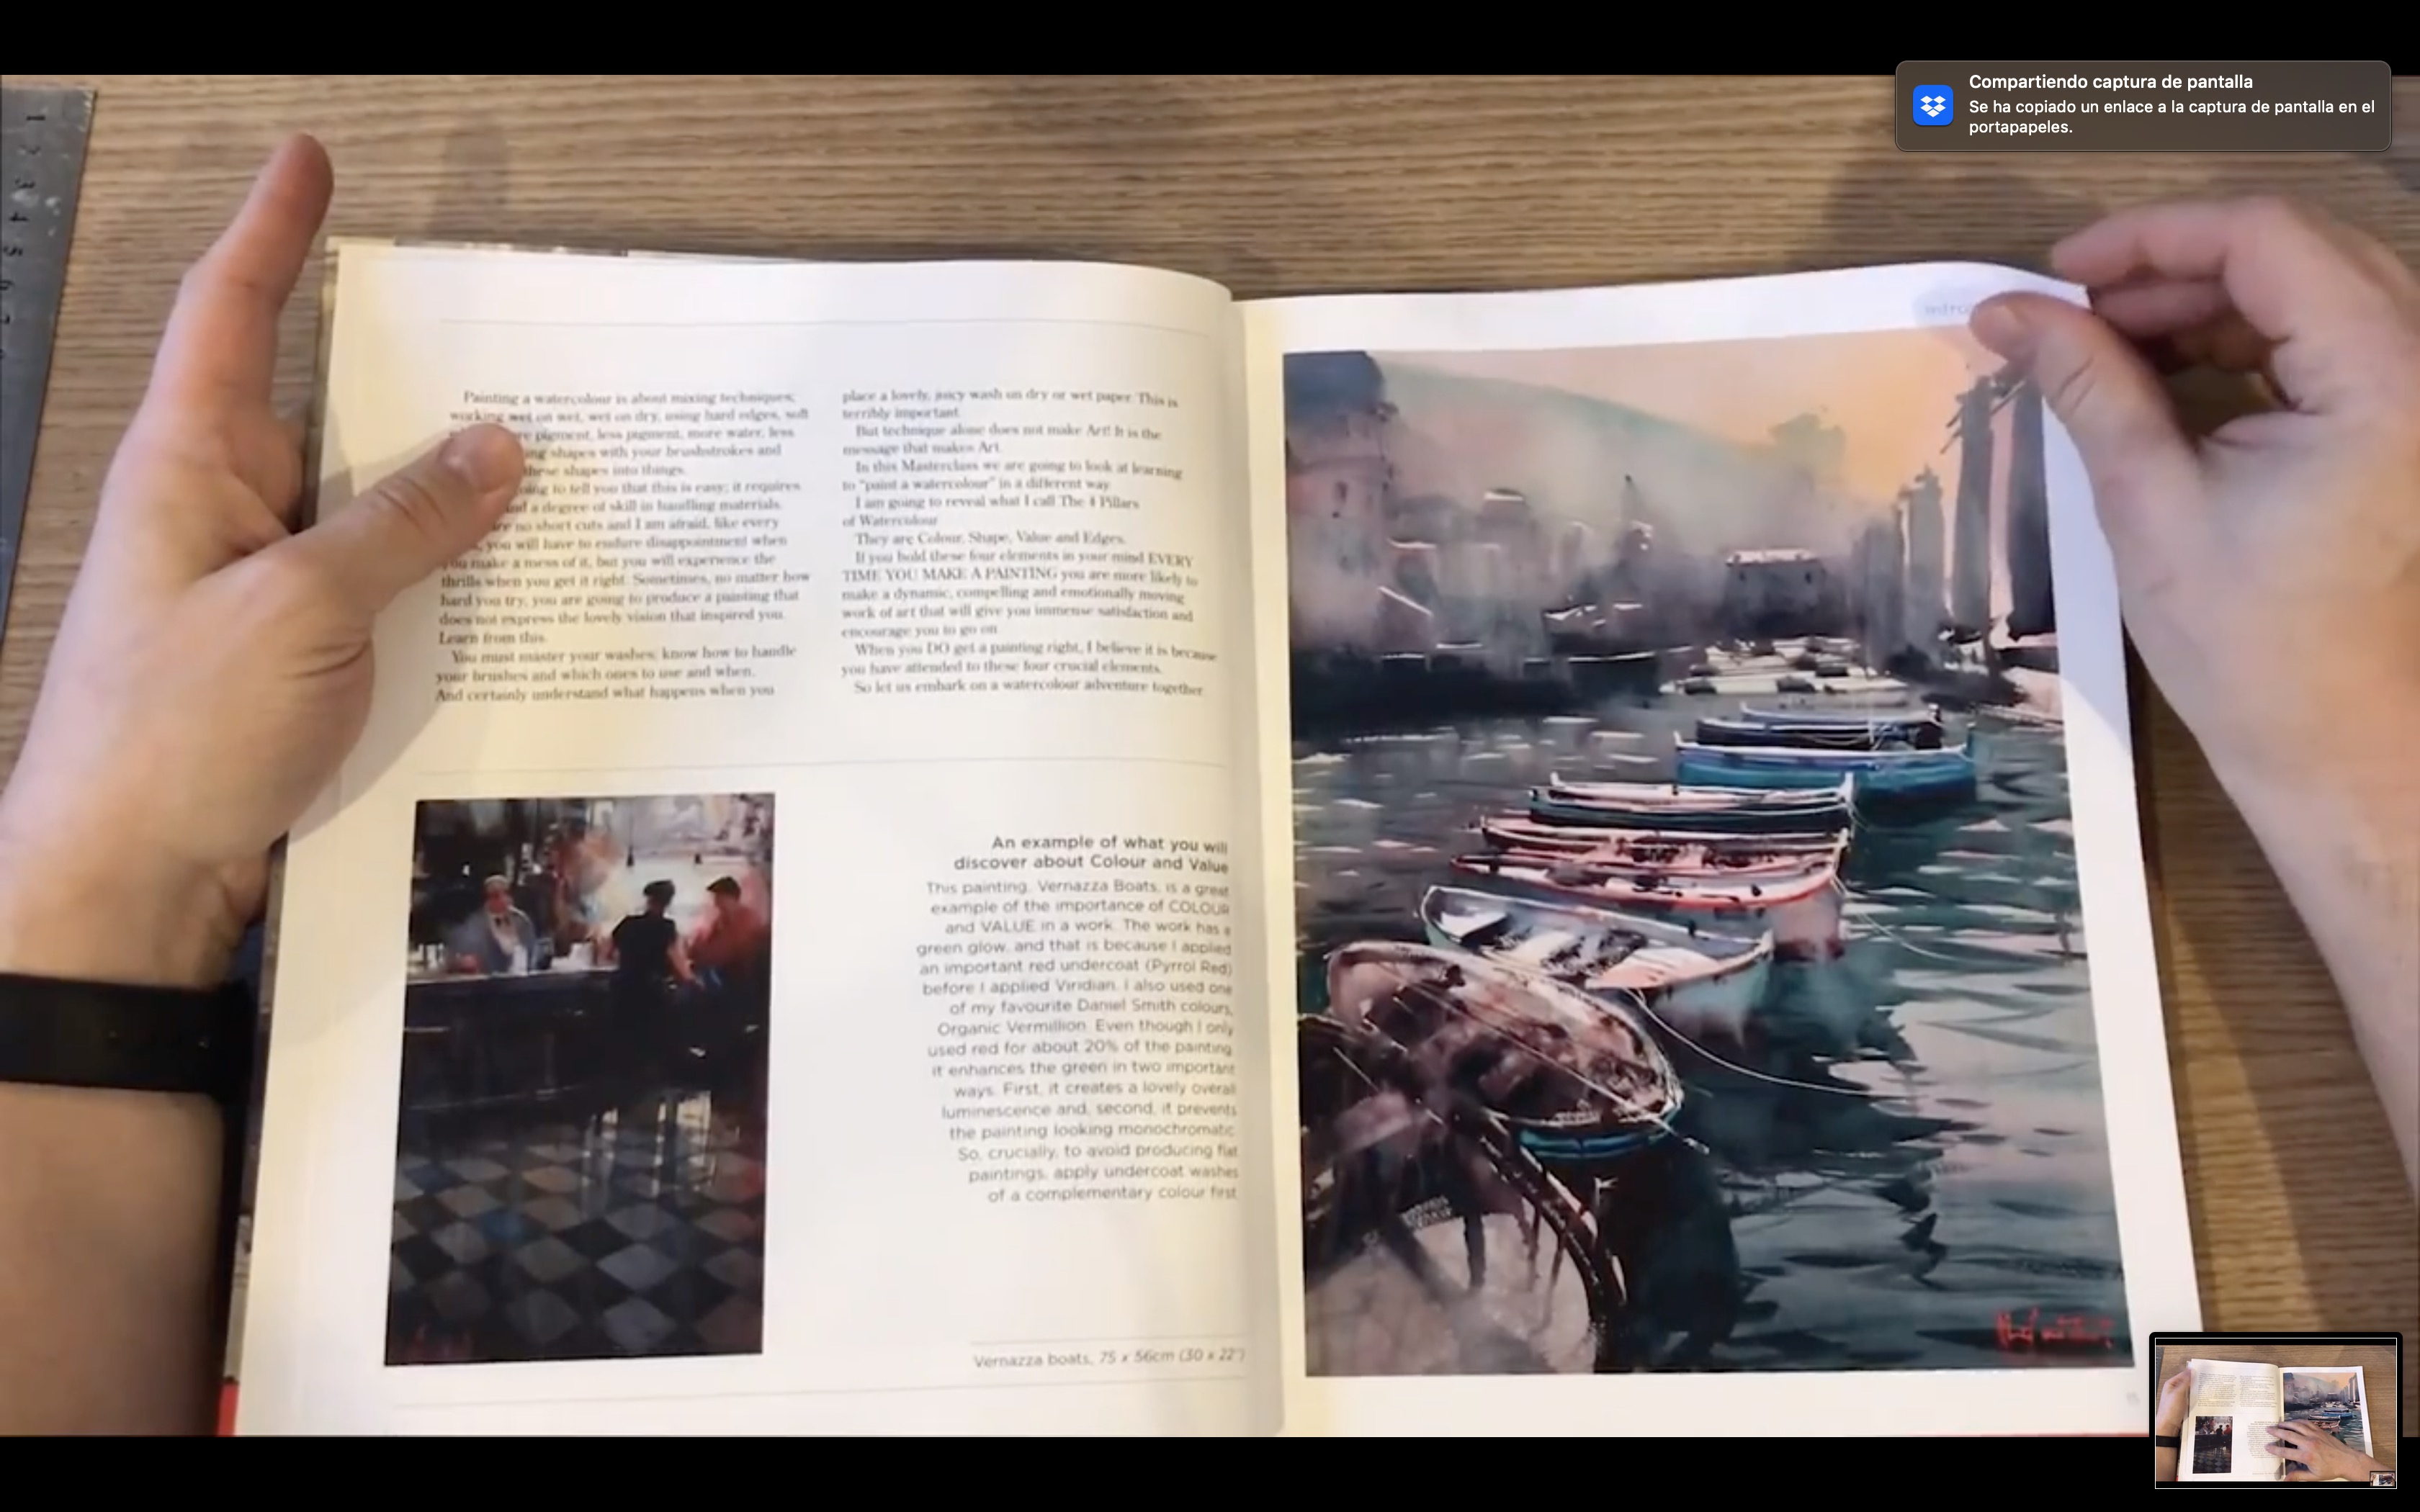 Compartiendo captura de pantalla
Se ha copiado un enlace a la captura de pantalla en el
portapapeles.
Painting a watercolour is about mixing techniques;
working wet on wet, wet on dry, using hard edges, soft
pigment, less pigment, more water, less
shapes with your brushstrokes and
these shapes into things.
to tell you that this is easy; it requires
and a degree of skill in handling materials.
no short cuts and I am afraid, like every
you will have to endure disappointment when
you make a mess of it, but you will experience the
thrills when you get it right. Sometimes, no matter how
hard you try, you are going to produce a painting that
does not express the lovely vision that inspired you.
Learn from this.
You must master your washes; know how to handle
your brushes and which ones to use and when.
And certainly understand what happens when you
place a lovely, juicy wash on dry or wet paper. This is
terribly important.
But technique alone does not make Art! It is the
message that makes Art.
In this Masterclass we are going to look at learning
to "paint a watercolour" in a different way.
I am going to reveal what I call The 4 Pillars
of Watercolour.
They are Colour, Shape, Value and Edges.
If you hold these four elements in your mind EVERY
TIME YOU MAKE A PAINTING you are more likely to
make a dynamic, compelling and emotionally moving
work of art that will give you immense satisfaction and
encourage you to go on.
When you DO get a painting right, I believe it is because
you have attended to these four crucial elements.
So let us embark on a watercolour adventure together.
An example of what you will
discover about Colour and Value
This painting, Vernazza Boats, is a great
example of the importance of COLOUR
and VALUE in a work. The work has a
green glow, and that is because I applied
an important red undercoat (Pyrrol Red)
before I applied Viridian. I also used one
of my favourite Daniel Smith colours,
Organic Vermillion. Even though I only
used red for about 20% of the painting
it enhances the green in two important
ways. First, it creates a lovely overall
luminescence and, second, it prevents
the painting looking monochromatic.
So, crucially, to avoid producing flat
paintings, apply undercoat washes
of a complementary colour first.
Vernazza boats, 75 x 56cm (30 x 22")